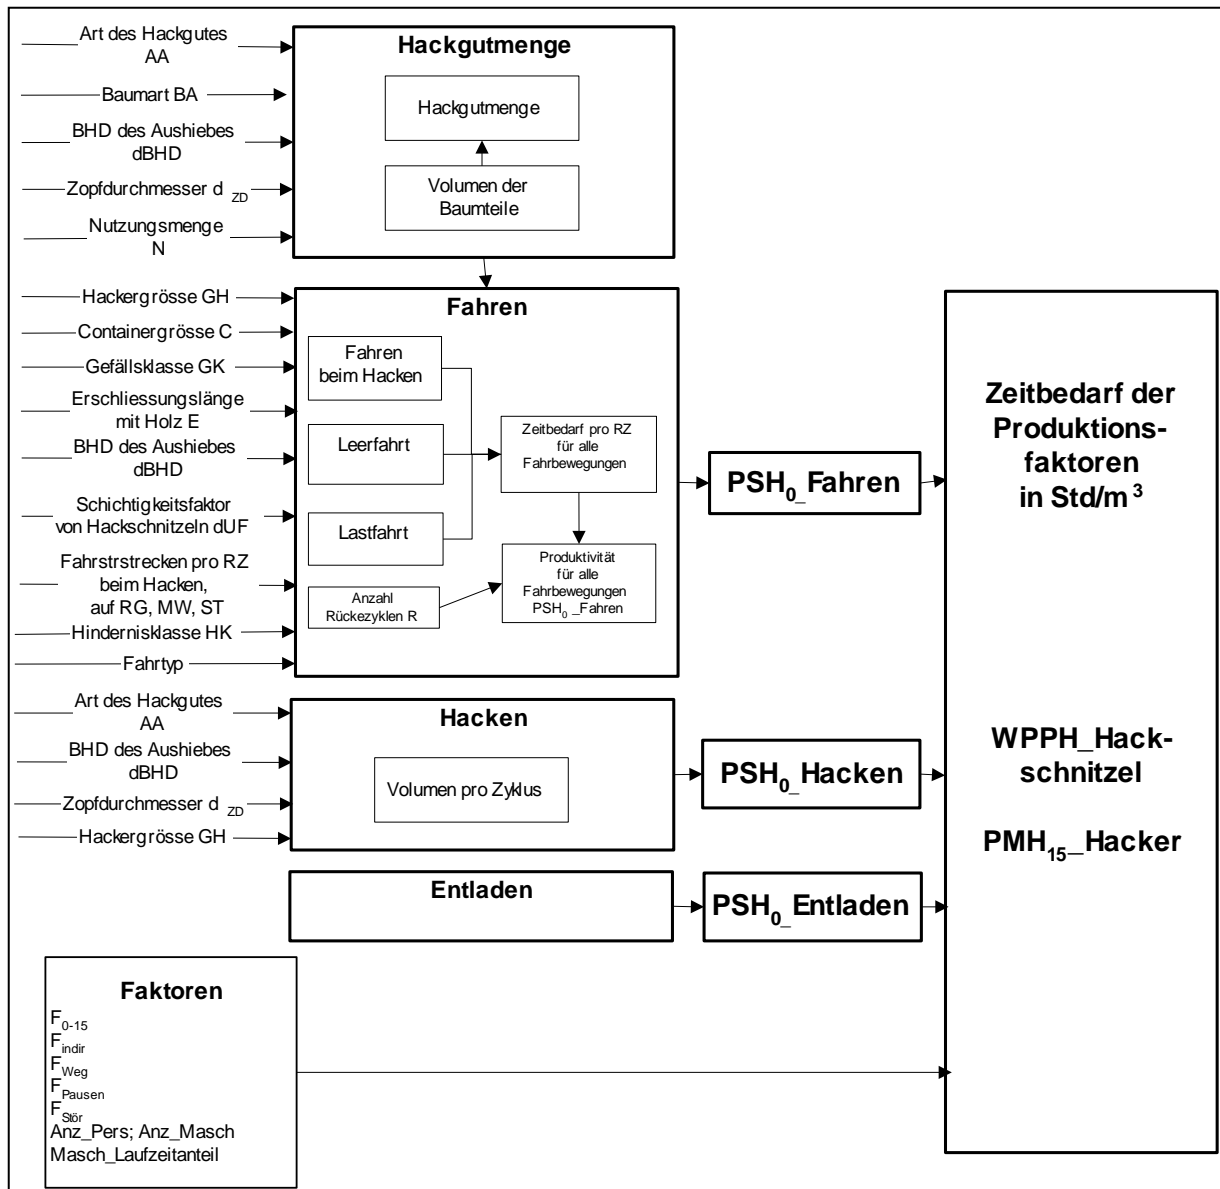 Art des Hackgutes
AA
Baumart BA
BHD des Aushiebes
dBHD
Zopfdurchmesser d ZD
Nutzungsmenge
N
Hackgutmenge
Hackgutmenge
Volumen der
Baumteile
Hackergrösse GH
Containergrösse C
Gefällsklasse GK
Erschliessungslänge
mit Holz E
BHD des Aushiebes
dBHD
Schichtigkeitsfaktor
von Hackschnitzeln dUF
Fahrstrstrecken pro RZ
beim Hacken,
auf RG, MW, ST
Hindernisklasse HK
Fahrtyp
Fahren
Fahren
beim Hacken
Leerfahrt
Lastfahrt
Anzahl
Rückezyklen R
Zeitbedarf pro RZ
für alle
Fahrbewegungen
Produktivität
für alle
Fahrbewegungen
PSH0 _Fahren
PSH0_Fahren
Art des Hackgutes
AA
BHD des Aushiebes
dBHD
Zopfdurchmesser d ZD
Hackergrösse GH
Hacken
Volumen pro Zyklus
PSH0_Hacken
Entladen
PSH0_Entladen
Faktoren
F0-15
Findir
FWeg
FPausen
FStör
Anz_Pers; Anz_Masch
Masch_Laufzeitanteil
Zeitbedarf der
Produktions-
faktoren
in Std/m 3
WPPH_Hack-
schnitzel
PMH15_Hacker